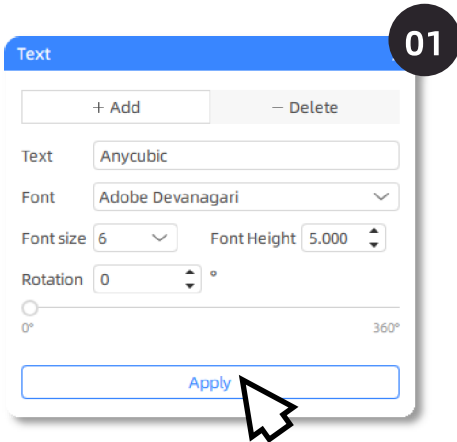 01
Text
+ Add − Delete
Text Anycubic
Font Adobe Devanagari
Font size 6 Font Height 5.000
Rotation 0 °
0° 360°
Apply